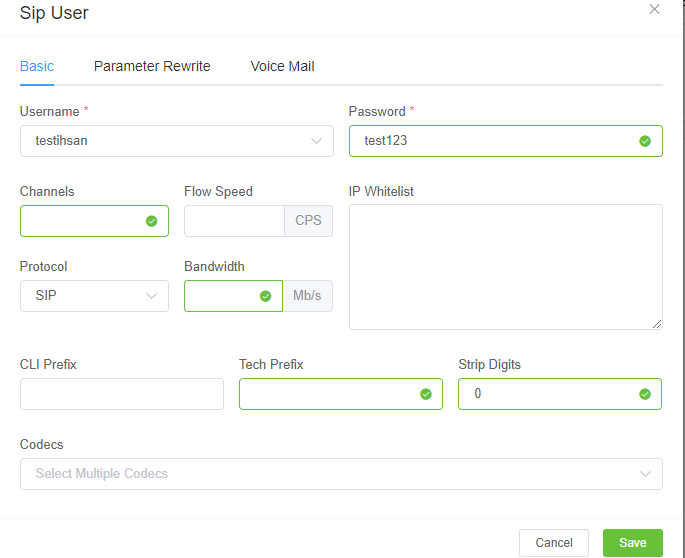 Sip User
Basic Parameter Rewrite Voice Mail
Username * Password *
testihsan test123
Channels Flow Speed IP Whitelist
CPS
Protocol Bandwidth
SIP Mb/s
CLI Prefix Tech Prefix Strip Digits
0
Codecs
Select Multiple Codecs
Cancel Save